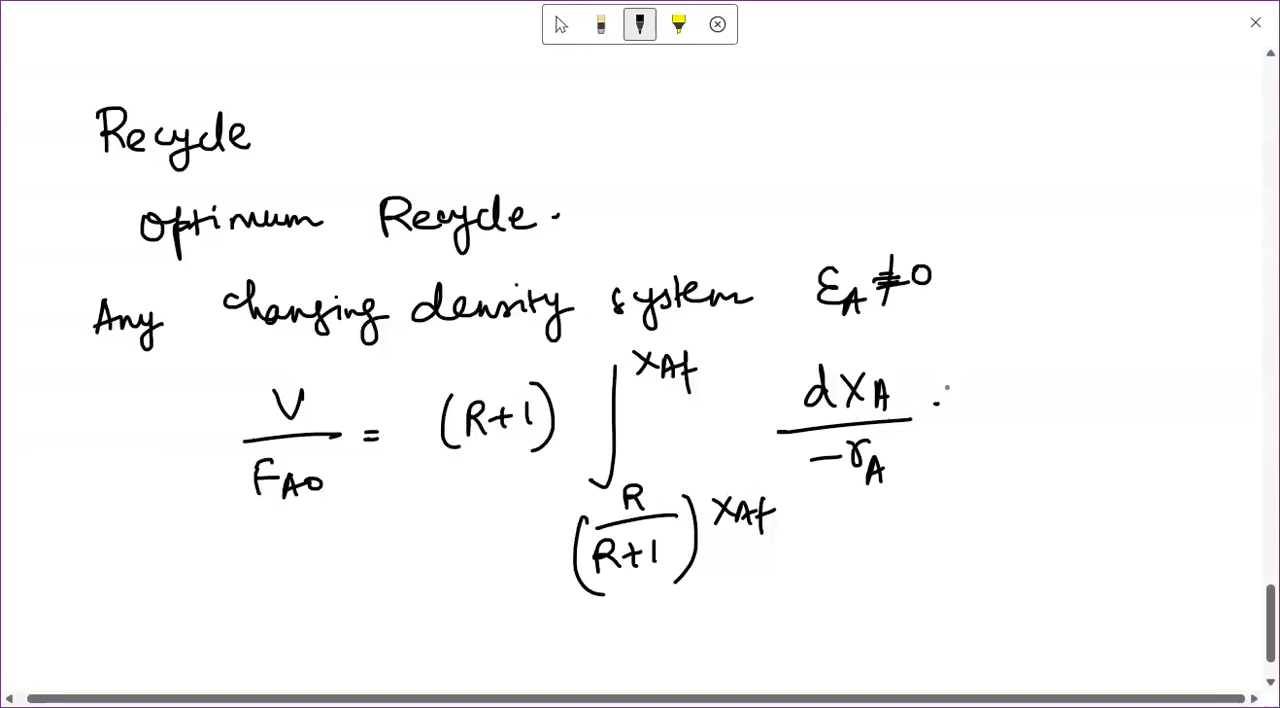 Recycle
optimum Recycle.
Any changing density system εA ≠ 0
V/FA0 = (R+1) ∫_{(R/(R+1)) XAf}^{XAf} dXA/-rA .